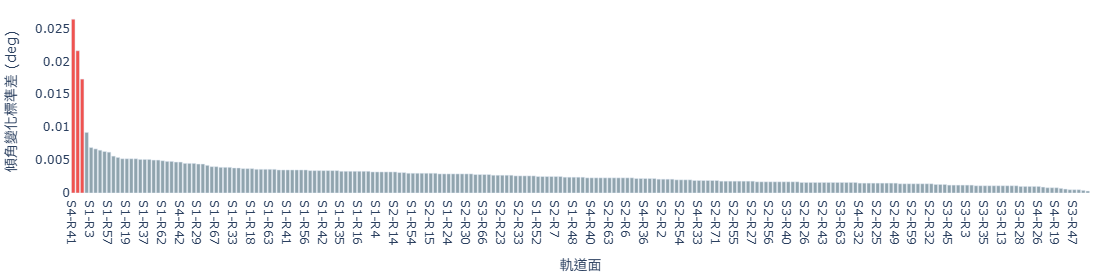 傾角變化標準差 (deg)
0.025
0.02
0.015
0.01
0.005
0
S4-R41
S1-R3
S1-R57
S1-R19
S1-R37
S1-R62
S4-R42
S1-R29
S1-R67
S1-R33
S1-R18
S1-R63
S1-R41
S1-R56
S1-R42
S1-R35
S1-R16
S1-R4
S2-R14
S1-R54
S2-R15
S2-R24
S2-R30
S3-R66
S2-R23
S2-R33
S1-R52
S2-R7
S1-R48
S4-R40
S2-R63
S2-R6
S4-R36
S2-R2
S2-R54
S4-R33
S2-R71
S2-R55
S2-R27
S2-R56
S3-R40
S2-R26
S2-R43
S3-R63
S4-R32
S2-R25
S2-R49
S2-R59
S2-R32
S2-R45
S3-R3
S3-R35
S3-R13
S3-R28
S4-R26
S4-R19
S3-R47
軌道面